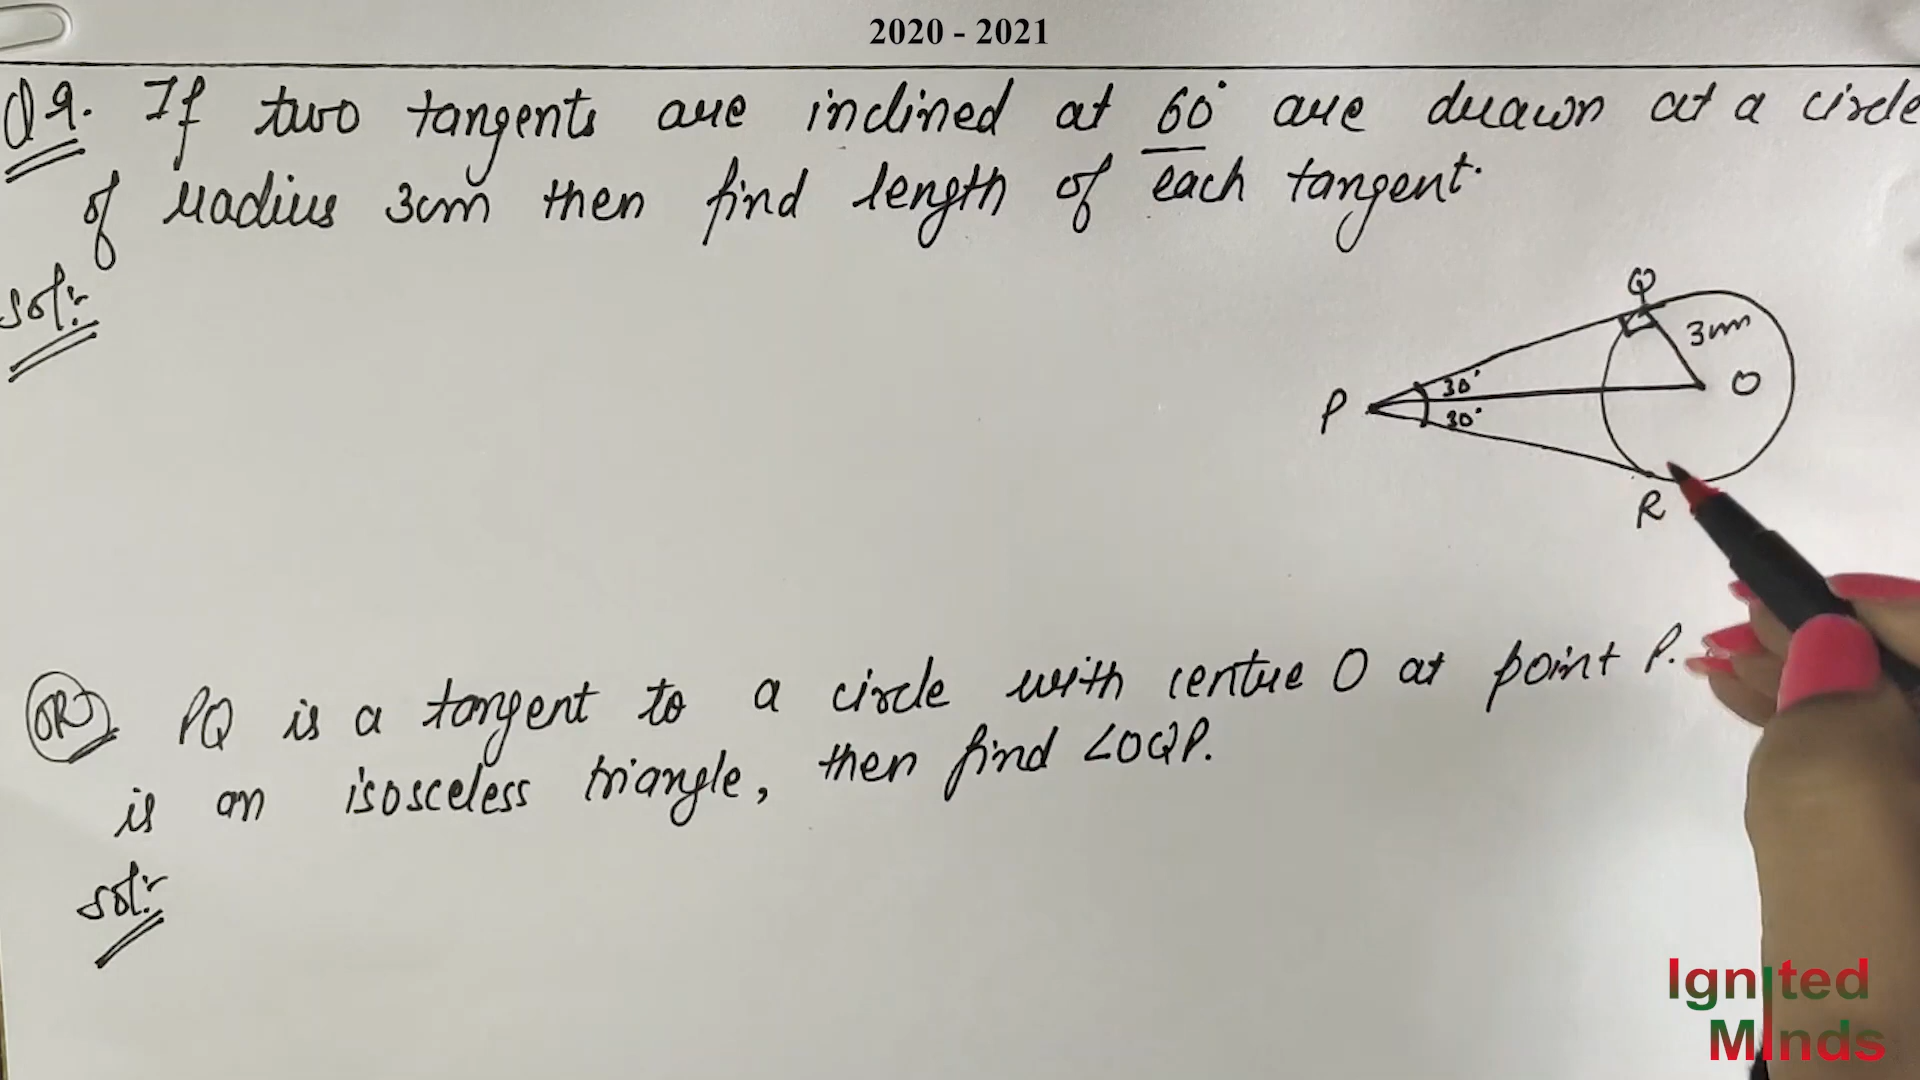 2020 - 2021
Q9. If two tangents are inclined at 60° are drawn at a circle
of radius 3cm then find length of each tangent.
Sol:-
Q
3cm
30°
P
O
30°
R
OR PQ is a tangent to a circle with centre O at point P.
is an isosceless triangle, then find ∠OQP.
Sol:-
Ignited
Minds